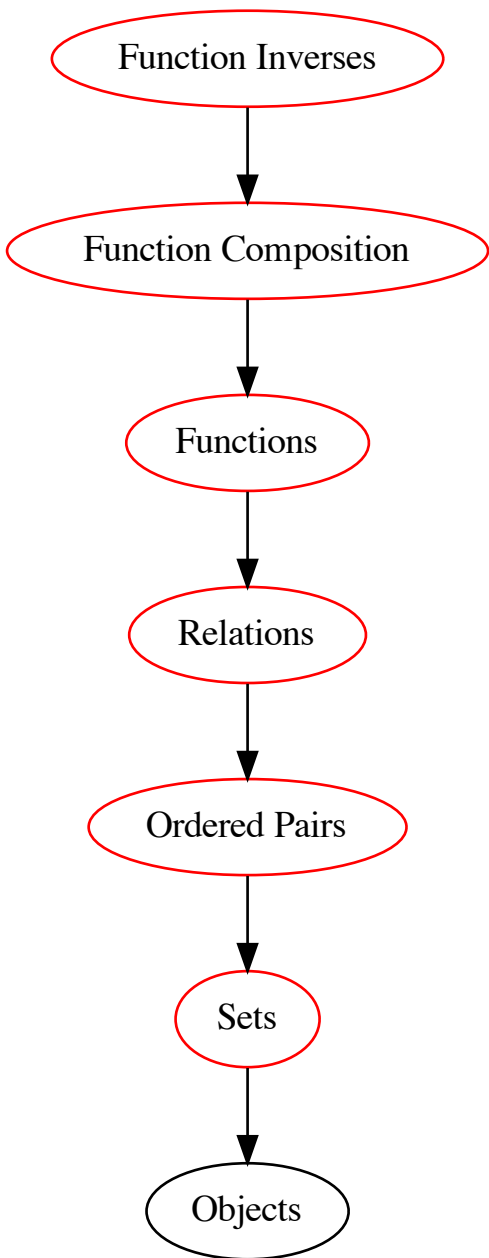 Function Inverses
Function Composition
Functions
Relations
Ordered Pairs
Sets
Objects